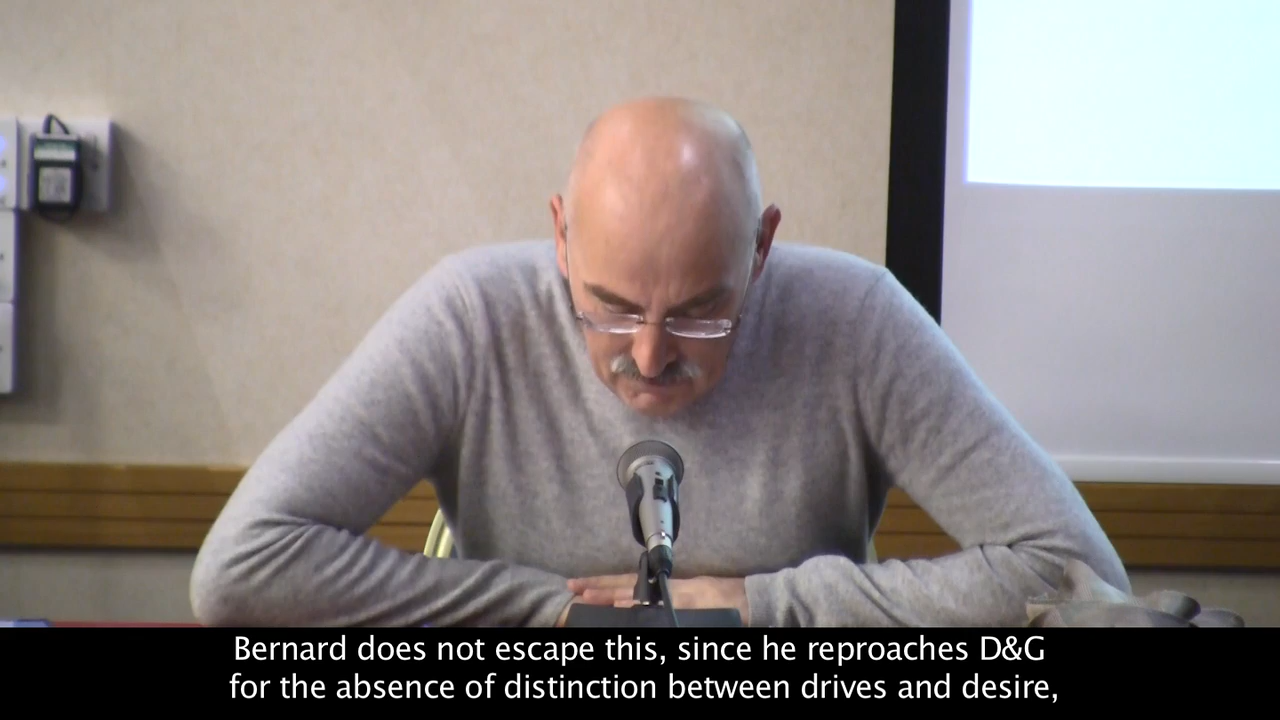 Bernard does not escape this, since he reproaches D&G
for the absence of distinction between drives and desire,